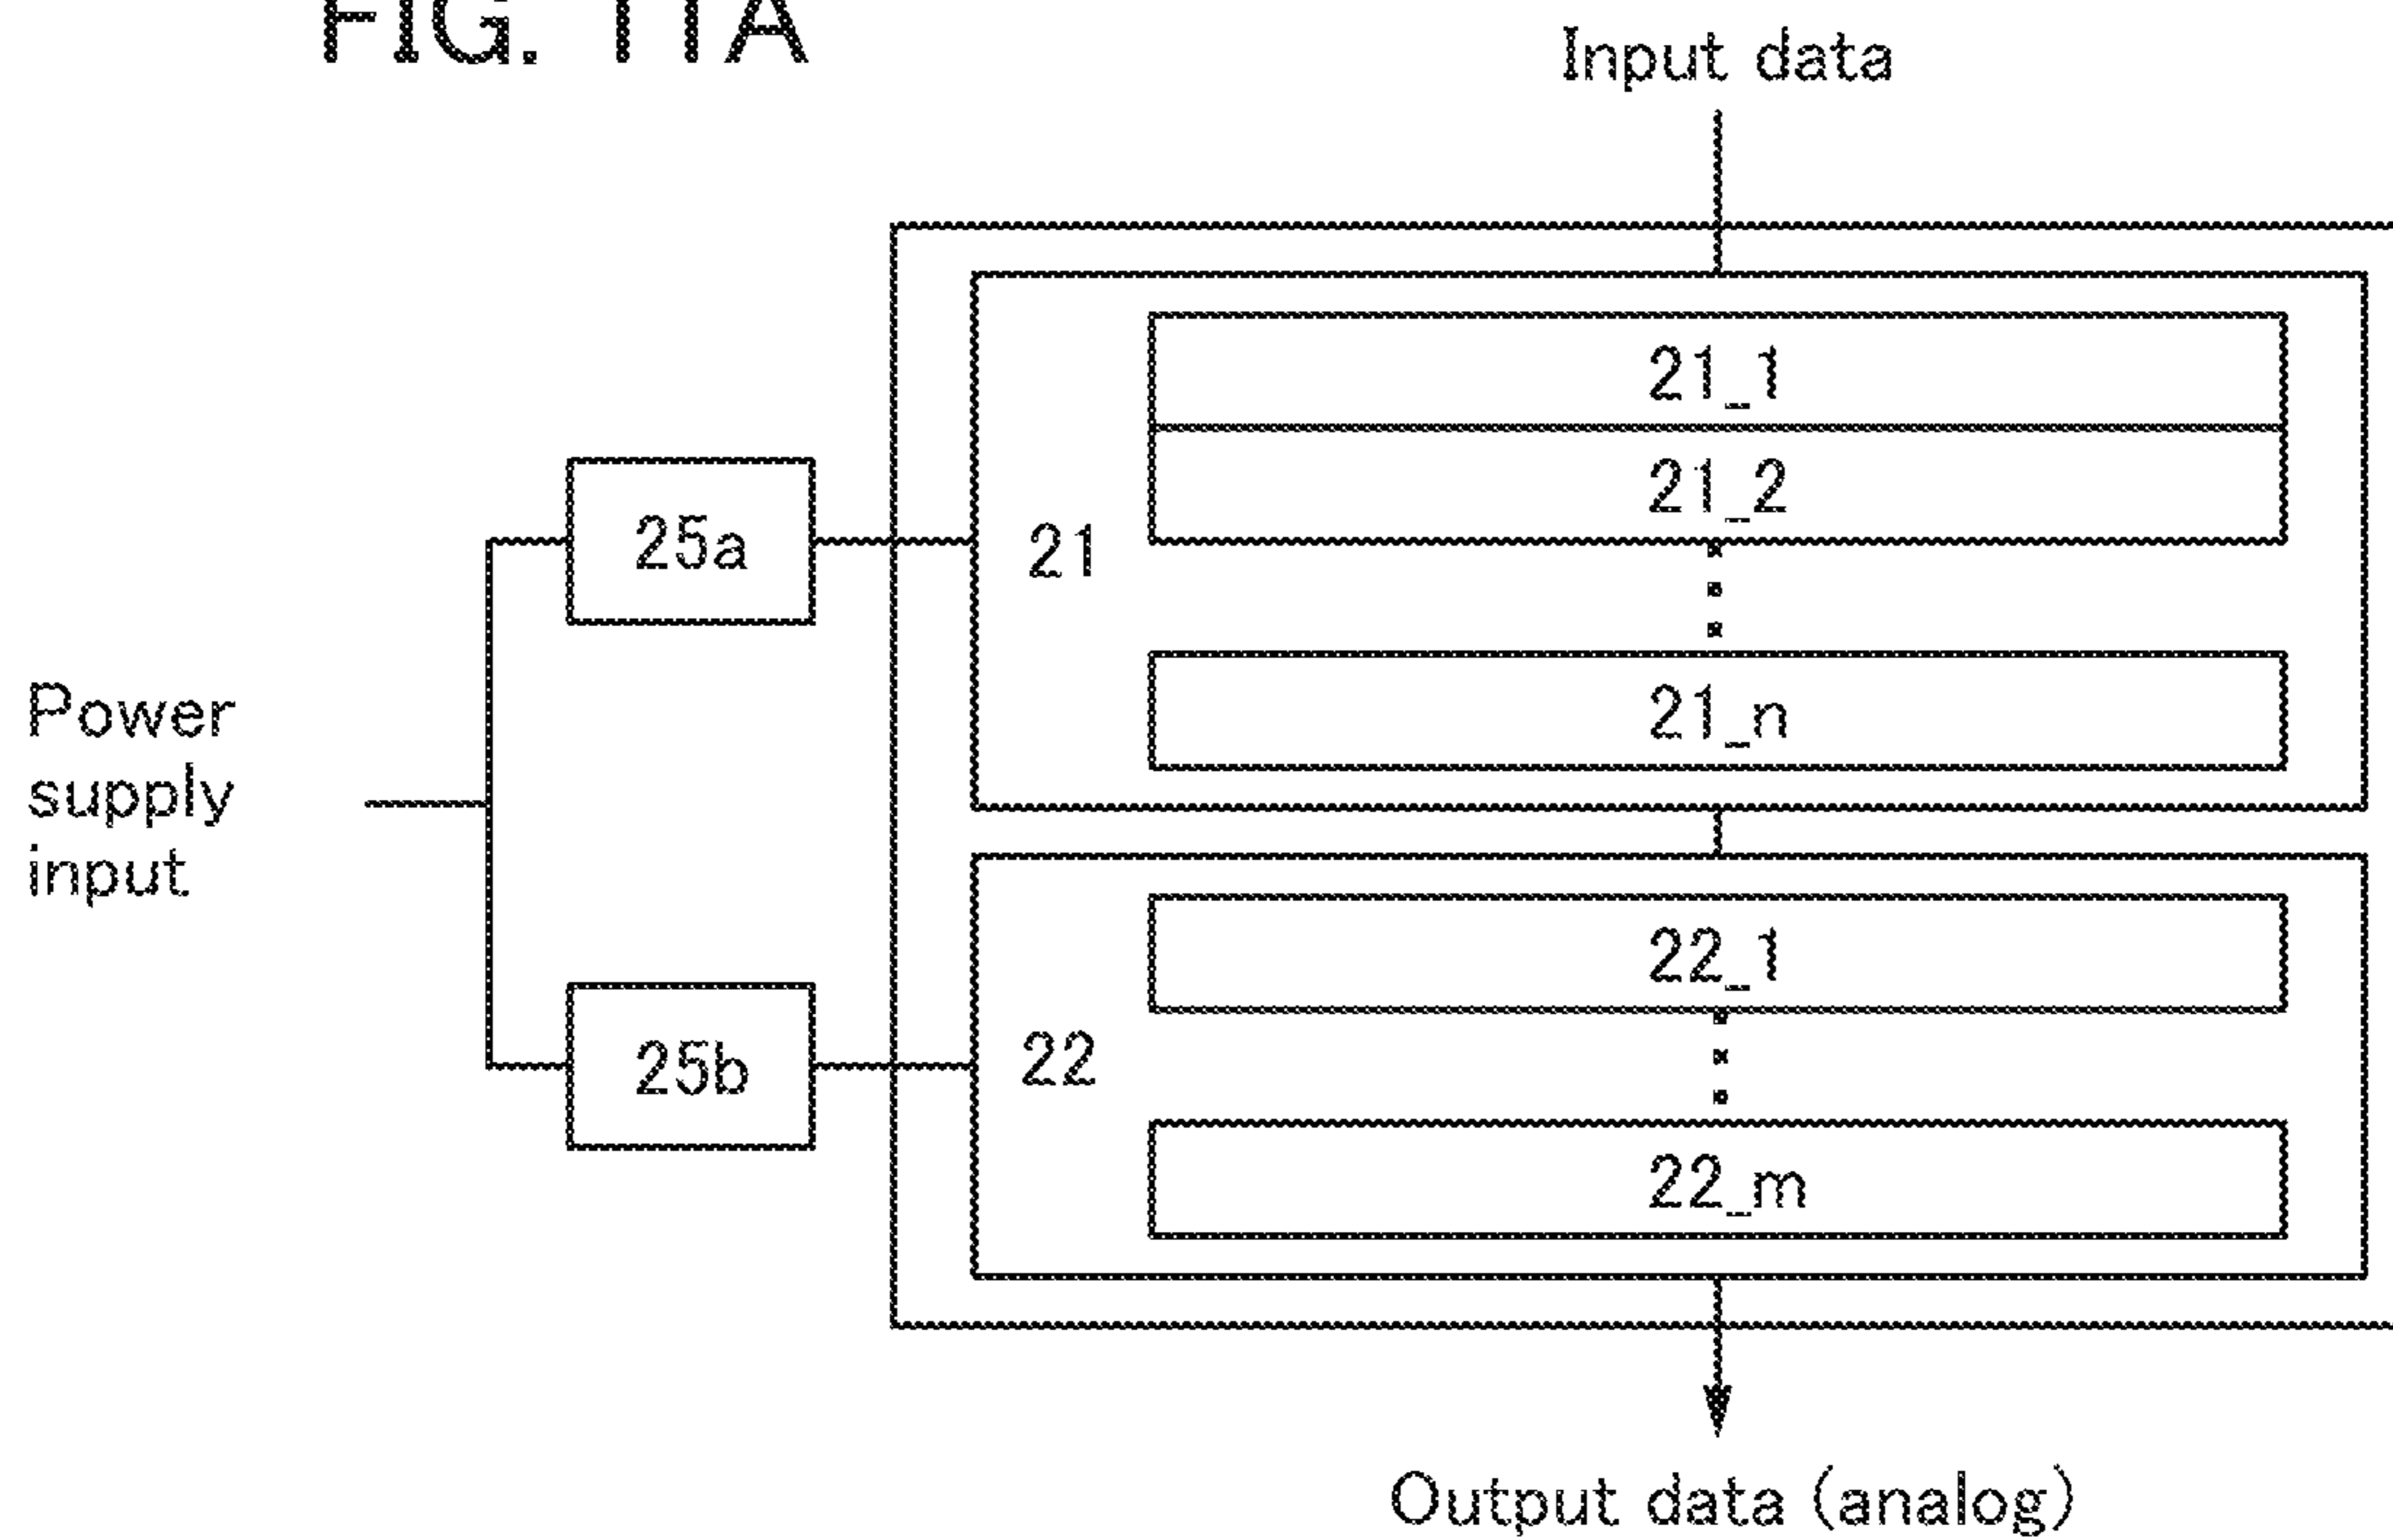 FIG. 11A
Input data
21_1
21_2
25a
21
21_n
Power
supply
input
22_1
25b
22
22_m
Output data (analog)